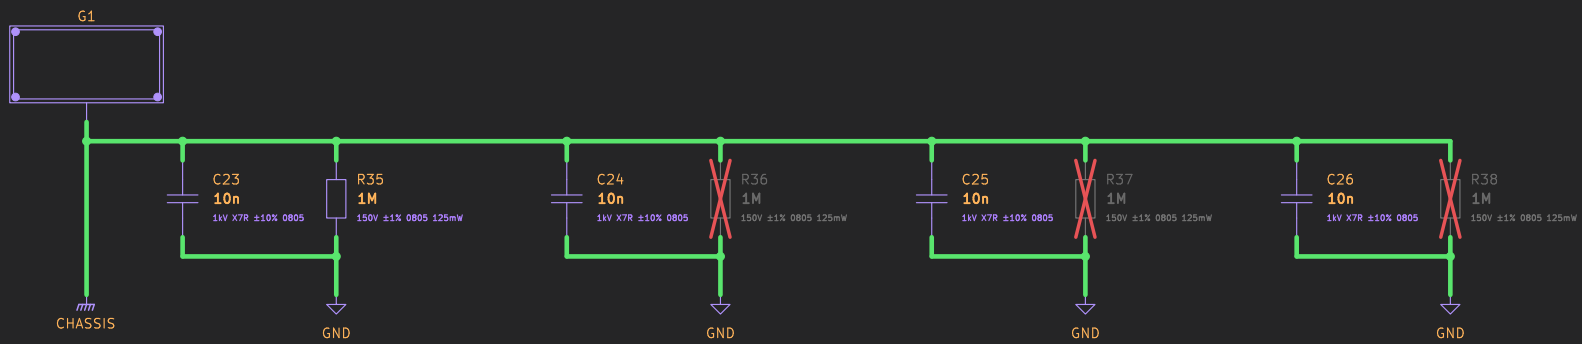 G1
C23
10n
1kV X7R ±10% 0805
R35
1M
150V ±1% 0805 125mW
C24
10n
1kV X7R ±10% 0805
R36
1M
150V ±1% 0805 125mW
C25
10n
1kV X7R ±10% 0805
R37
1M
150V ±1% 0805 125mW
C26
10n
1kV X7R ±10% 0805
R38
1M
150V ±1% 0805 125mW
CHASSIS
GND
GND
GND
GND